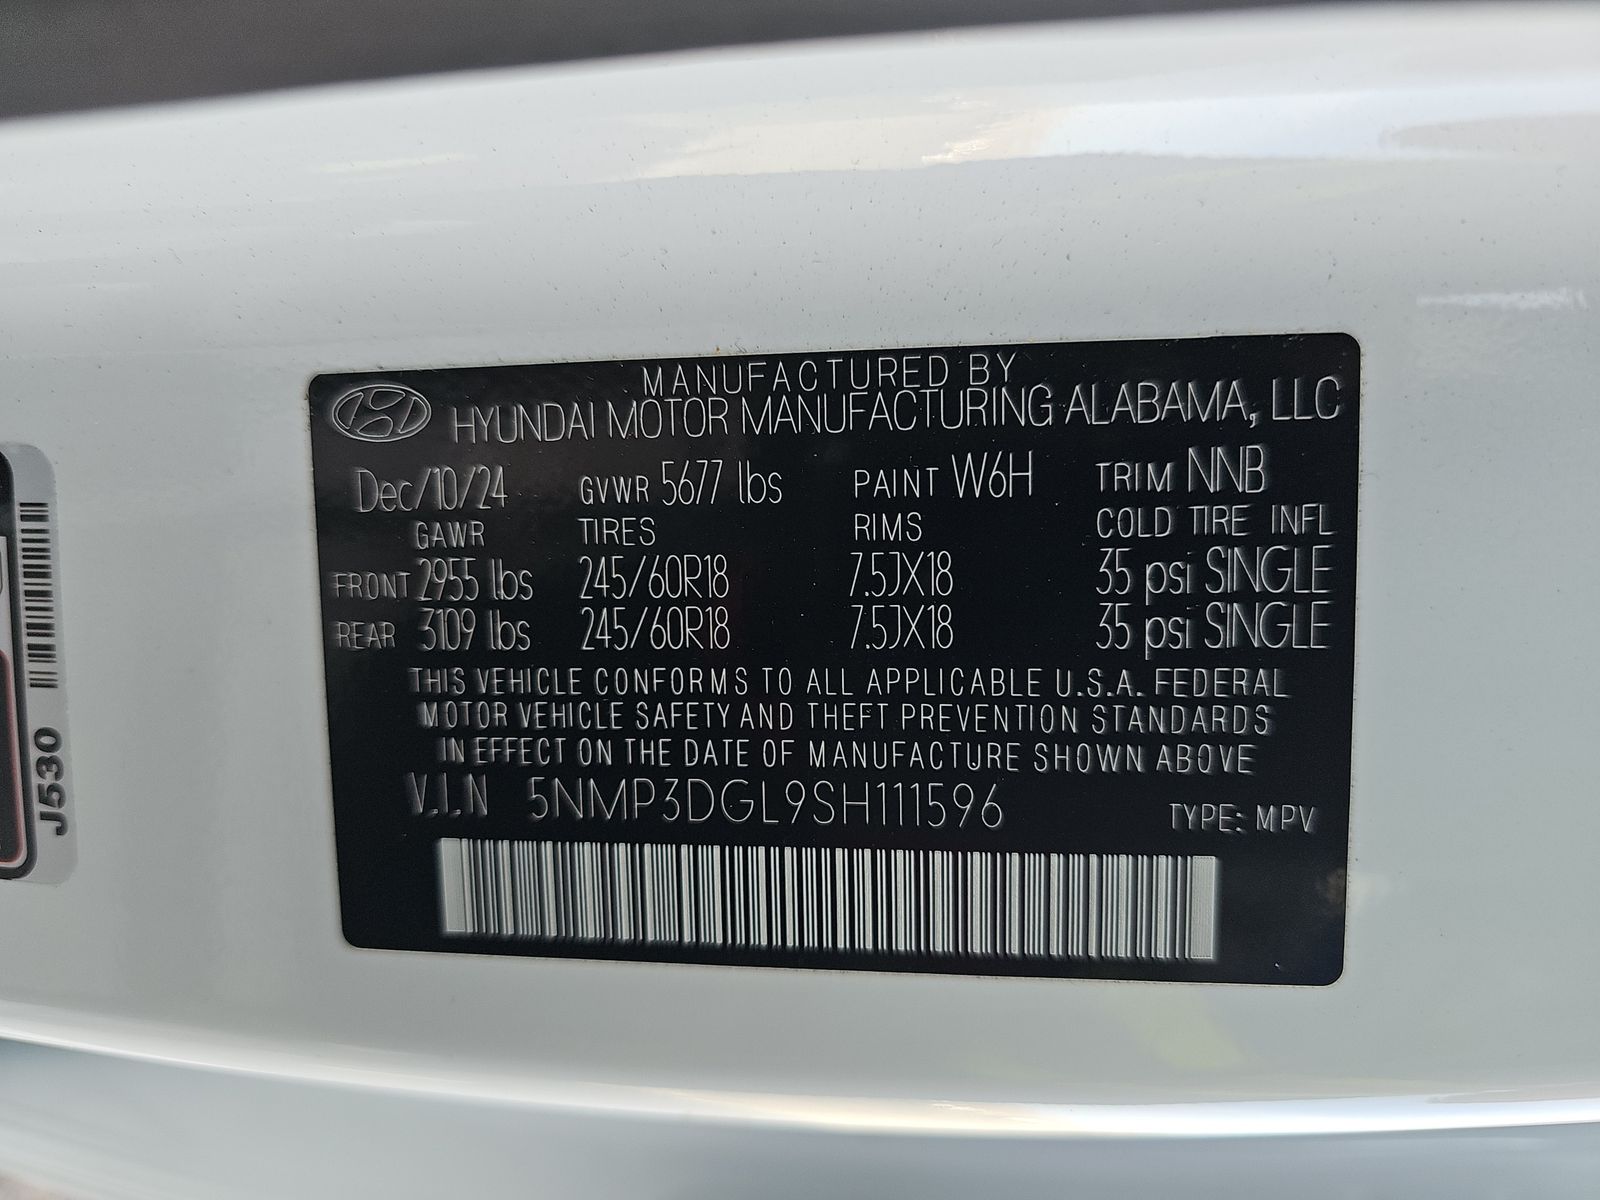 MANUFACTURED BY
HYUNDAI MOTOR MANUFACTURING ALABAMA, LLC
Dec/10/24 GVWR 5677 lbs PAINT W6H TRIM NNB
GAWR TIRES RIMS COLD TIRE INFL
FRONT 2955 lbs 245/60R18 7.5JX18 35 psi SINGLE
REAR 3109 lbs 245/60R18 7.5JX18 35 psi SINGLE
THIS VEHICLE CONFORMS TO ALL APPLICABLE U.S.A. FEDERAL
MOTOR VEHICLE SAFETY AND THEFT PREVENTION STANDARDS
IN EFFECT ON THE DATE OF MANUFACTURE SHOWN ABOVE
V.I.N 5NMP3DGL9SH111596 TYPE: MPV
J530